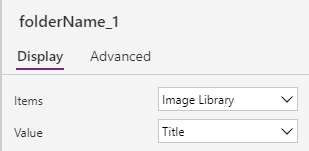 folderName_1
Display Advanced
Items Image Library
Value Title